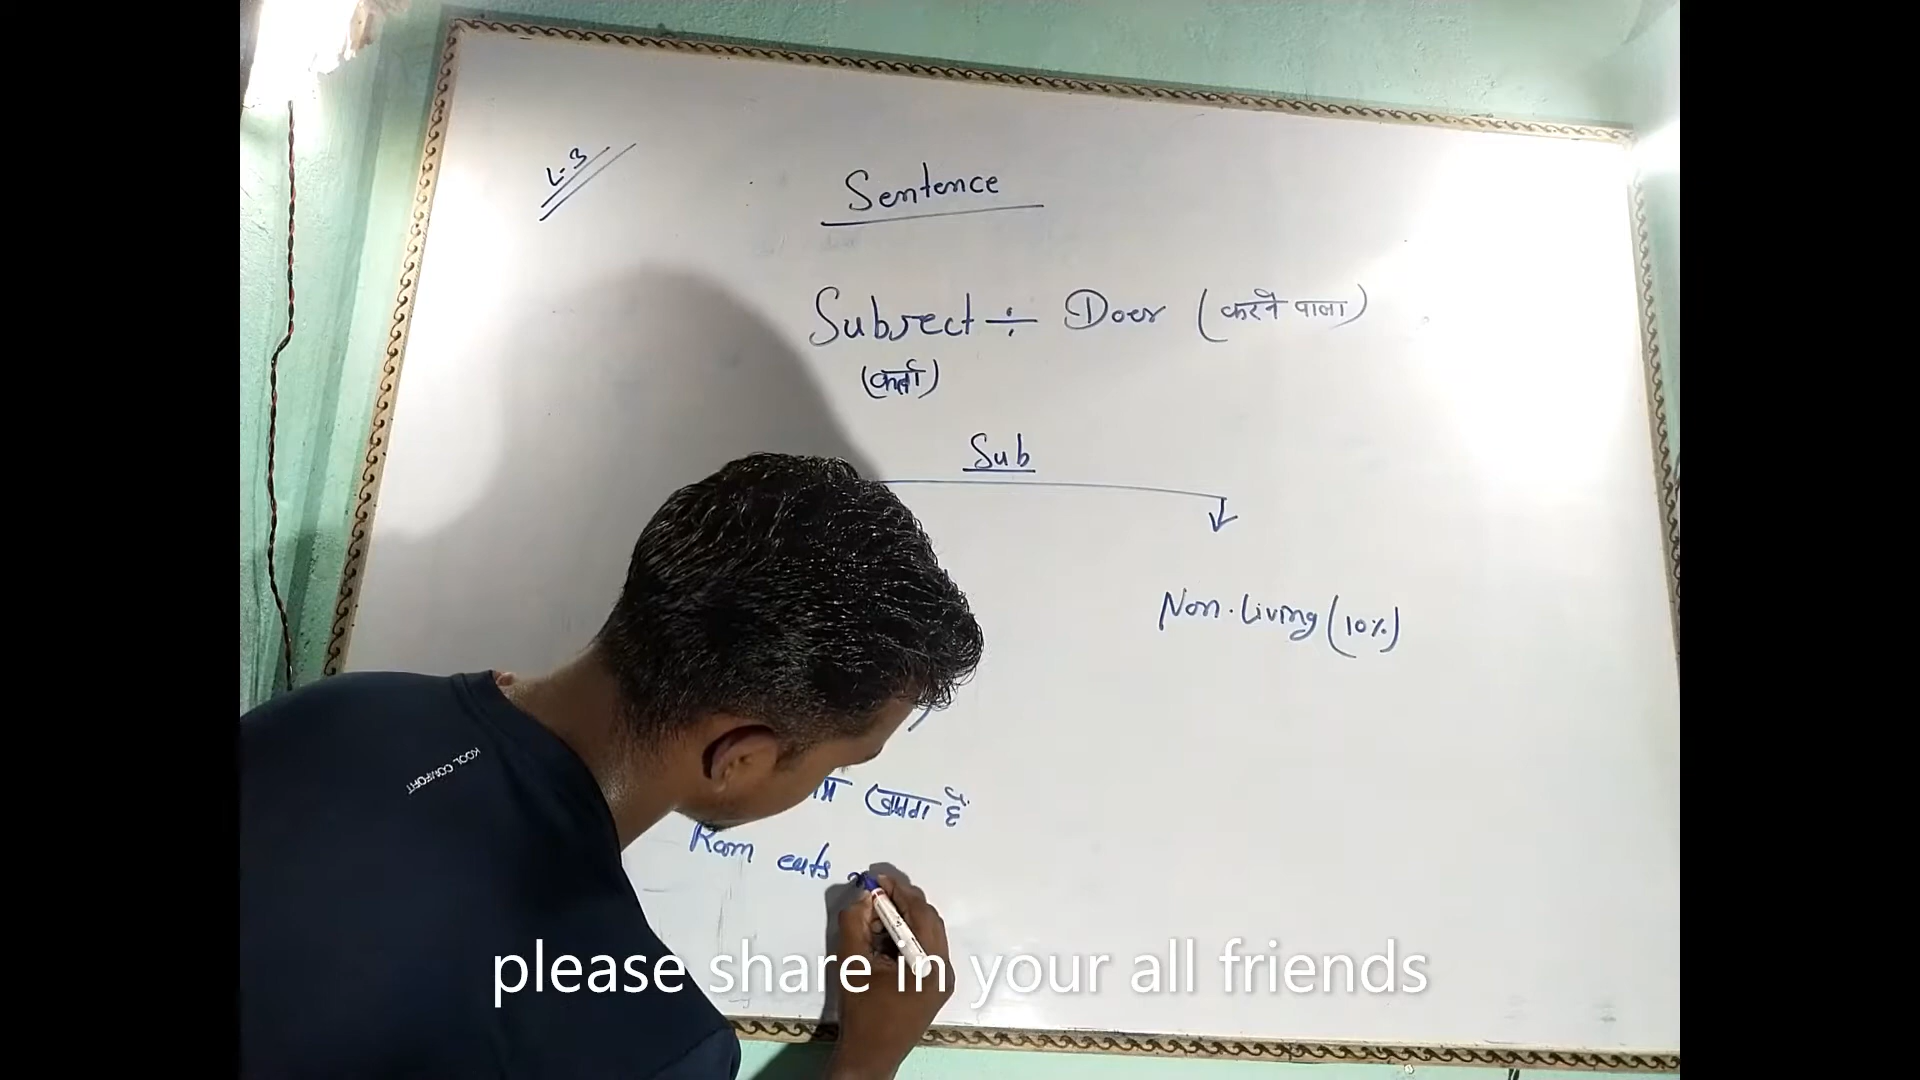 L-3
Sentence
Subject ÷ Doer (करने वाला)
(कर्ता)
Sub
Non-Living (10%)
है
Ram eats
KOOL COMFORT
please share in your all friends